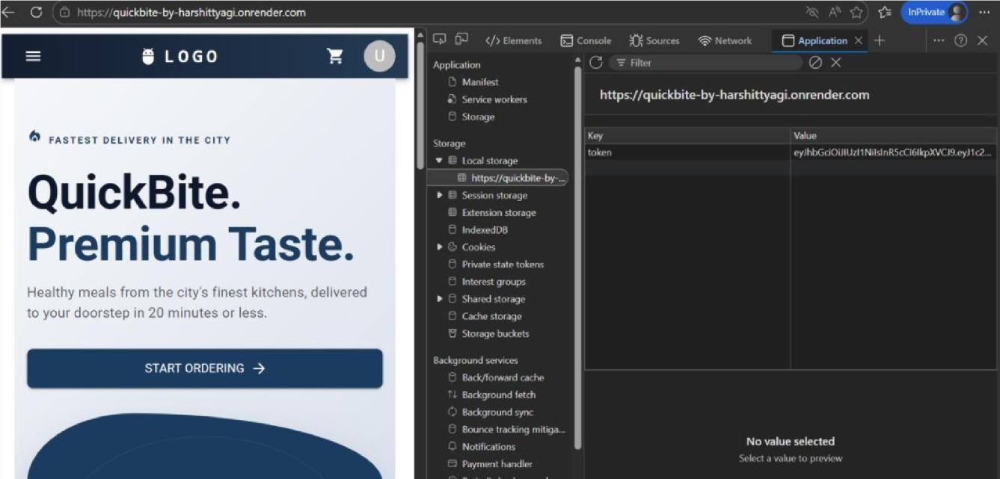 https://quickbite-by-harshittyagi.onrender.com
InPrivate
LOGO
U
FASTEST DELIVERY IN THE CITY
QuickBite.
Premium Taste.
Healthy meals from the city's finest kitchens, delivered
to your doorstep in 20 minutes or less.
START ORDERING →
Elements
Console
Sources
Network
Application
Application
Manifest
Service workers
Storage
Storage
Local storage
https://quickbite-by-...
Session storage
Extension storage
IndexedDB
Cookies
Private state tokens
Interest groups
Shared storage
Cache storage
Storage buckets
Background services
Back/forward cache
Background fetch
Background sync
Bounce tracking mitiga...
Notifications
Payment handler
Filter
https://quickbite-by-harshittyagi.onrender.com
Key Value
token eyJhbGciOiJIUzI1NiIsInR5cCI6IkpXVCJ9.eyJ1c2...
No value selected
Select a value to preview